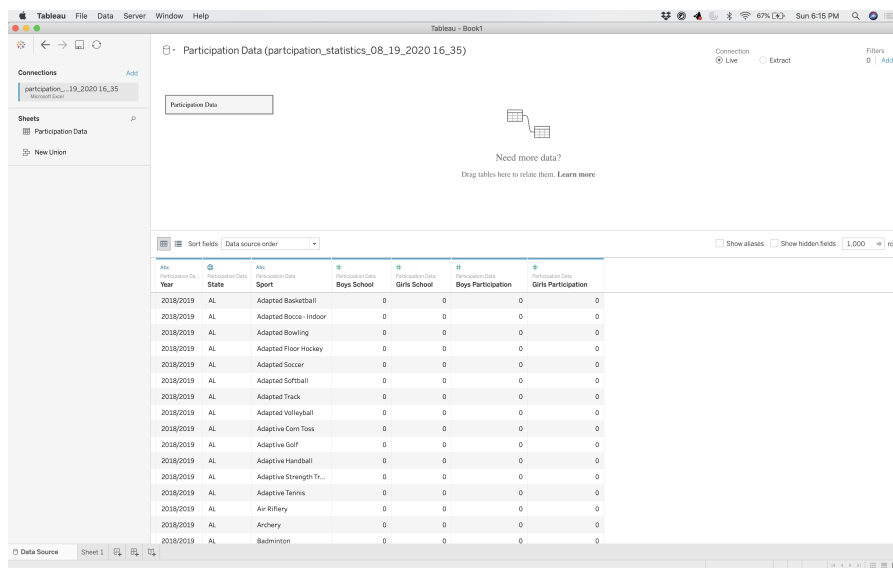 Tableau File Data Server Window Help 67% Sun 6:15 PM
Tableau - Book1
Connections Add
partcipation_...19_2020 16_35
Microsoft Excel
Sheets
Participation Data
New Union
Participation Data (partcipation_statistics_08_19_2020 16_35)
Connection
Live Extract
Filters
0 Add
Participation Data
Need more data?
Drag tables here to relate them. Learn more
Sort fields Data source order Show aliases Show hidden fields 1,000
Abc Abc # # # #
Participation Da... Participation Data Participation Data Participation Data Participation Data Participation Data Participation Data
Year State Sport Boys School Girls School Boys Participation Girls Participation
2018/2019 AL Adapted Basketball 0 0 0 0
2018/2019 AL Adapted Bocce - Indoor 0 0 0 0
2018/2019 AL Adapted Bowling 0 0 0 0
2018/2019 AL Adapted Floor Hockey 0 0 0 0
2018/2019 AL Adapted Soccer 0 0 0 0
2018/2019 AL Adapted Softball 0 0 0 0
2018/2019 AL Adapted Track 0 0 0 0
2018/2019 AL Adapted Volleyball 0 0 0 0
2018/2019 AL Adaptive Corn Toss 0 0 0 0
2018/2019 AL Adaptive Golf 0 0 0 0
2018/2019 AL Adaptive Handball 0 0 0 0
2018/2019 AL Adaptive Strength Tr... 0 0 0 0
2018/2019 AL Adaptive Tennis 0 0 0 0
2018/2019 AL Air Riflery 0 0 0 0
2018/2019 AL Archery 0 0 0 0
2018/2019 AL Badminton 0 0 0 0
Data Source Sheet 1